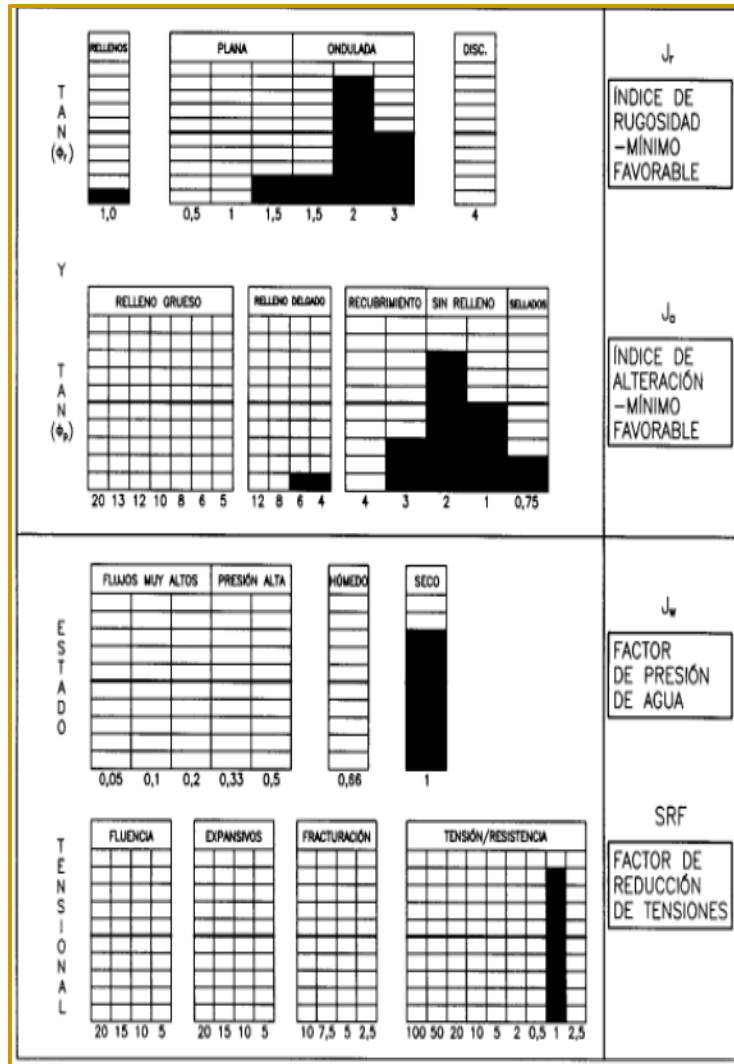 RELLENOS PLANA ONDULADA DISC.
TAN(Φr)
1,0 0,5 1 1,5 1,5 2 3 4
Jr
ÍNDICE DE
RUGOSIDAD
-MÍNIMO
FAVORABLE
Y
RELLENO GRUESO RELLENO DELGADO RECUBRIMIENTO SIN RELLENO SELLADOS
TAN(Φp)
20 13 12 10 8 6 5 12 8 6 4 4 3 2 1 0,75
Ja
ÍNDICE DE
ALTERACIÓN
-MÍNIMO
FAVORABLE
FLUJOS MUY ALTOS PRESIÓN ALTA HÚMEDO SECO
ESTADO
0,05 0,1 0,2 0,33 0,5 0,66 1
Jw
FACTOR
DE PRESIÓN
DE AGUA
FLUENCIA EXPANSIVOS FRACTURACIÓN TENSIÓN/RESISTENCIA
TENSIONAL
20 15 10 5 20 15 10 5 10 7,5 5 2,5 100 50 20 10 5 2 0,5 1 2,5
SRF
FACTOR DE
REDUCCIÓN
DE TENSIONES